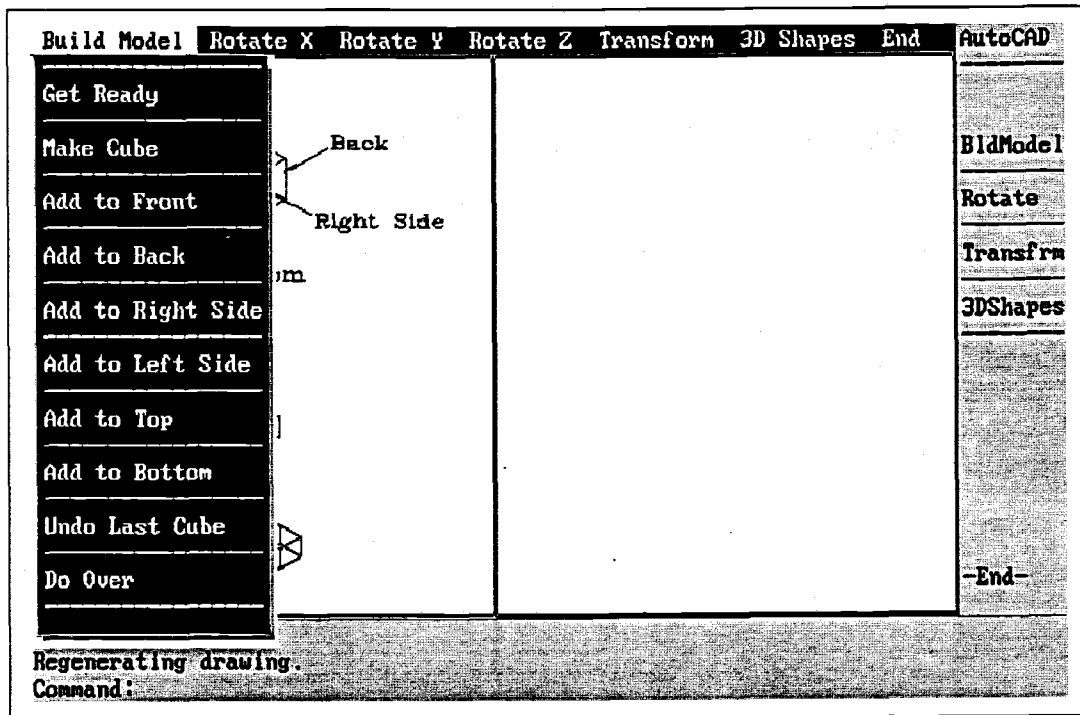 Build Model Rotate X Rotate Y Rotate Z Transform 3D Shapes End AutoCAD
Get Ready
Make Cube
Add to Front
Add to Back
Add to Right Side
Add to Left Side
Add to Top
Add to Bottom
Undo Last Cube
Do Over
Back
Right Side
om
BldModel
Rotate
Transfrm
3DShapes
-End-
Regenerating drawing.
Command: